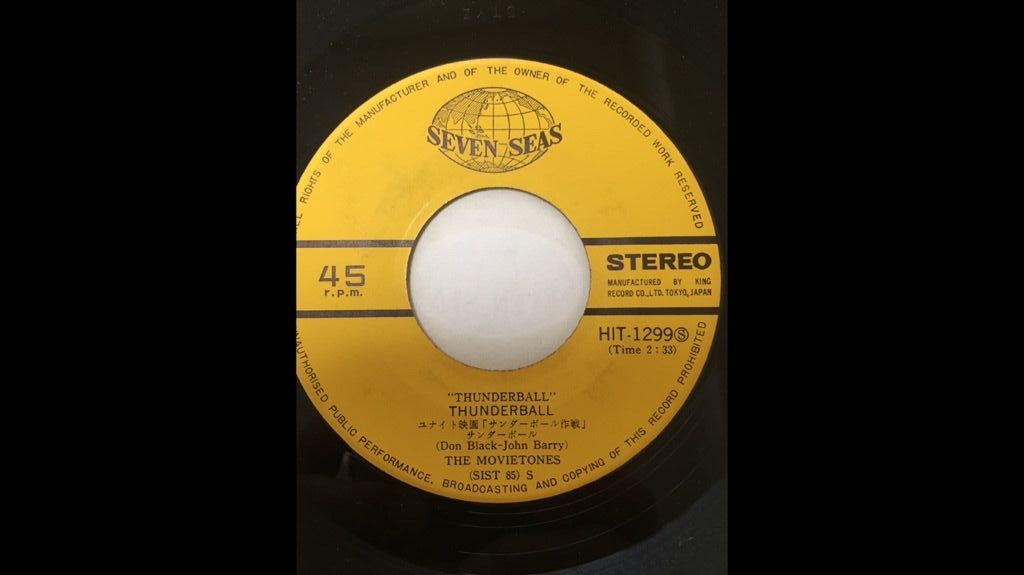 ALL RIGHTS OF THE MANUFACTURER AND OF THE OWNER OF THE RECORDED WORK RESERVED
SEVEN SEAS
45
r.p.m.
STEREO
MANUFACTURED BY KING
RECORD CO.,LTD. TOKYO, JAPAN
HIT-1299Ⓢ
(Time 2:33)
"THUNDERBALL"
THUNDERBALL
ユナイト映画「サンダーボール作戦」
サンダーボール
(Don Black-John Barry)
THE MOVIETONES
(SIST 85) S
UNAUTHORISED PUBLIC PERFORMANCE, BROADCASTING AND COPYING OF THIS RECORD PROHIBITED